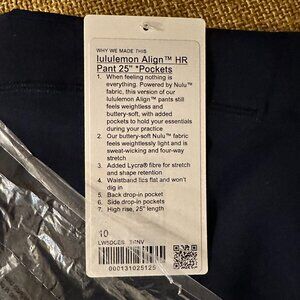 WHY WE MADE THIS
lululemon Align™ HR
Pant 25" *Pockets
1. When feeling nothing is
everything. Powered by Nulu™
fabric, this version of our
lululemon Align™ pants still
feels weightless and
buttery-soft, with added
pockets to hold your essentials
during your practice
2. Our buttery-soft Nulu™ fabric
feels weightlessly light and is
sweat-wicking and four-way
stretch
3. Added Lycra® fibre for stretch
and shape retention
4. Waistband lies flat and won't
dig in
5. Back drop-in pocket
6. Side drop-in pockets
7. High rise, 25" length
10
000131025125